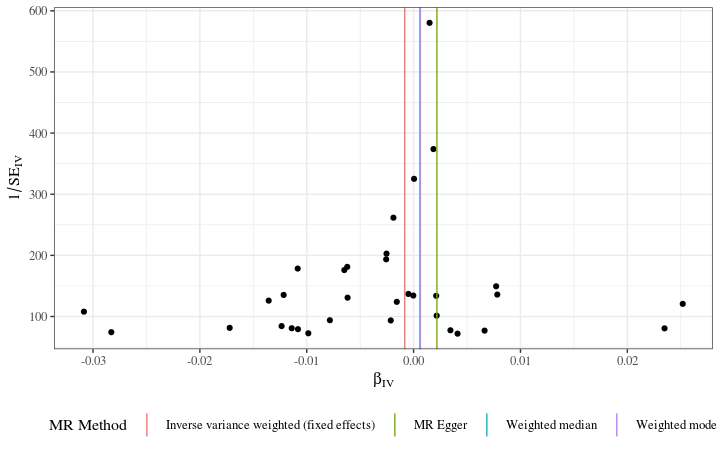 600
500
400
300
200
100
1/SE_IV
-0.03 -0.02 -0.01 0.00 0.01 0.02
β_IV
MR Method Inverse variance weighted (fixed effects) MR Egger Weighted median Weighted mode